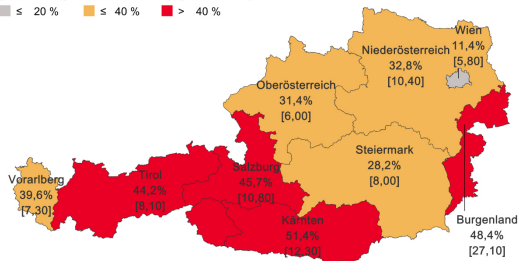 ≤ 20 % ≤ 40 % > 40 %
Wien
11,4%
[5,80]
Niederösterreich
32,8%
[10,40]
Oberösterreich
31,4%
[6,00]
Steiermark
28,2%
[8,00]
Salzburg
45,7%
[10,80]
Tirol
44,2%
[8,10]
Vorarlberg
39,6%
[7,30]
Kärnten
51,4%
[12,30]
Burgenland
48,4%
[27,10]